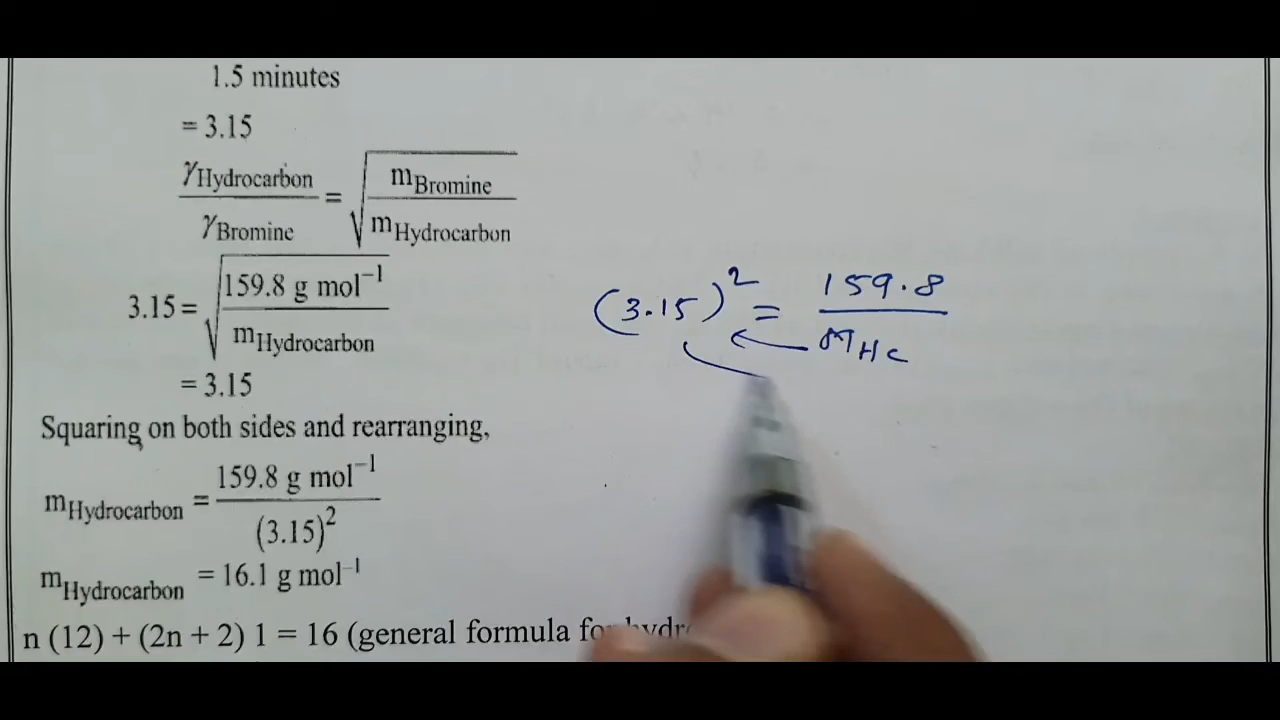 1.5 minutes
= 3.15
γHydrocarbon / γBromine = √(mBromine / mHydrocarbon)
3.15 = √(159.8 g mol⁻¹ / mHydrocarbon)
= 3.15
Squaring on both sides and rearranging,
mHydrocarbon = 159.8 g mol⁻¹ / (3.15)²
mHydrocarbon = 16.1 g mol⁻¹
n (12) + (2n + 2) 1 = 16 (general formula for
(3.15)² = 159.8 / MHC